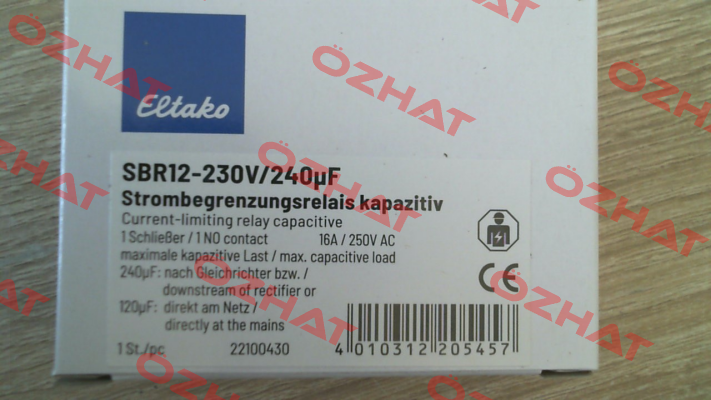 Eltako
SBR12-230V/240µF
Strombegrenzungsrelais kapazitiv
Current-limiting relay capacitive
1 Schließer / 1 NO contact 16A / 250V AC
maximale kapazitive Last / max. capacitive load
240µF: nach Gleichrichter bzw. /
downstream of rectifier or
120µF: direkt am Netz /
directly at the mains
1 St./pc 22100430
4 010312 205457
CE
ÖZHAT
ÖZHAT
ÖZHAT
ÖZHAT
ÖZHAT
ÖZHAT
ÖZHAT
ÖZHAT